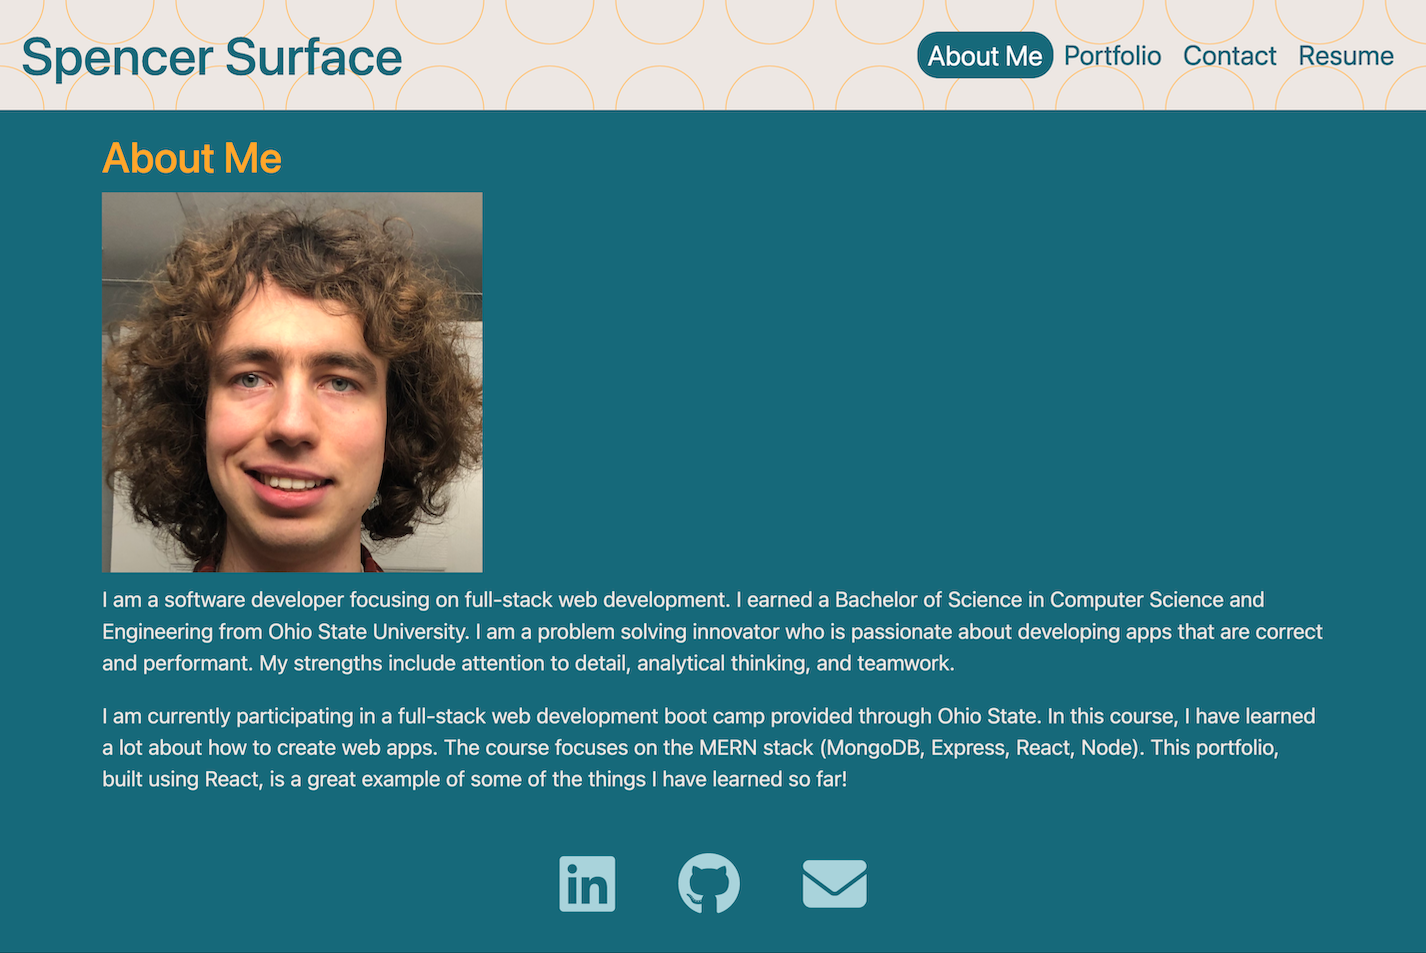 Spencer Surface
About Me Portfolio Contact Resume
About Me
I am a software developer focusing on full-stack web development. I earned a Bachelor of Science in Computer Science and
Engineering from Ohio State University. I am a problem solving innovator who is passionate about developing apps that are correct
and performant. My strengths include attention to detail, analytical thinking, and teamwork.
I am currently participating in a full-stack web development boot camp provided through Ohio State. In this course, I have learned
a lot about how to create web apps. The course focuses on the MERN stack (MongoDB, Express, React, Node). This portfolio,
built using React, is a great example of some of the things I have learned so far!
in